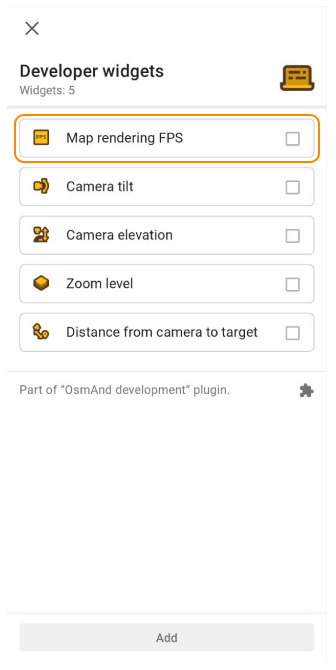 Developer widgets
Widgets: 5
FPS
Map rendering FPS
Camera tilt
Camera elevation
Zoom level
Distance from camera to target
Part of “OsmAnd development” plugin.
Add